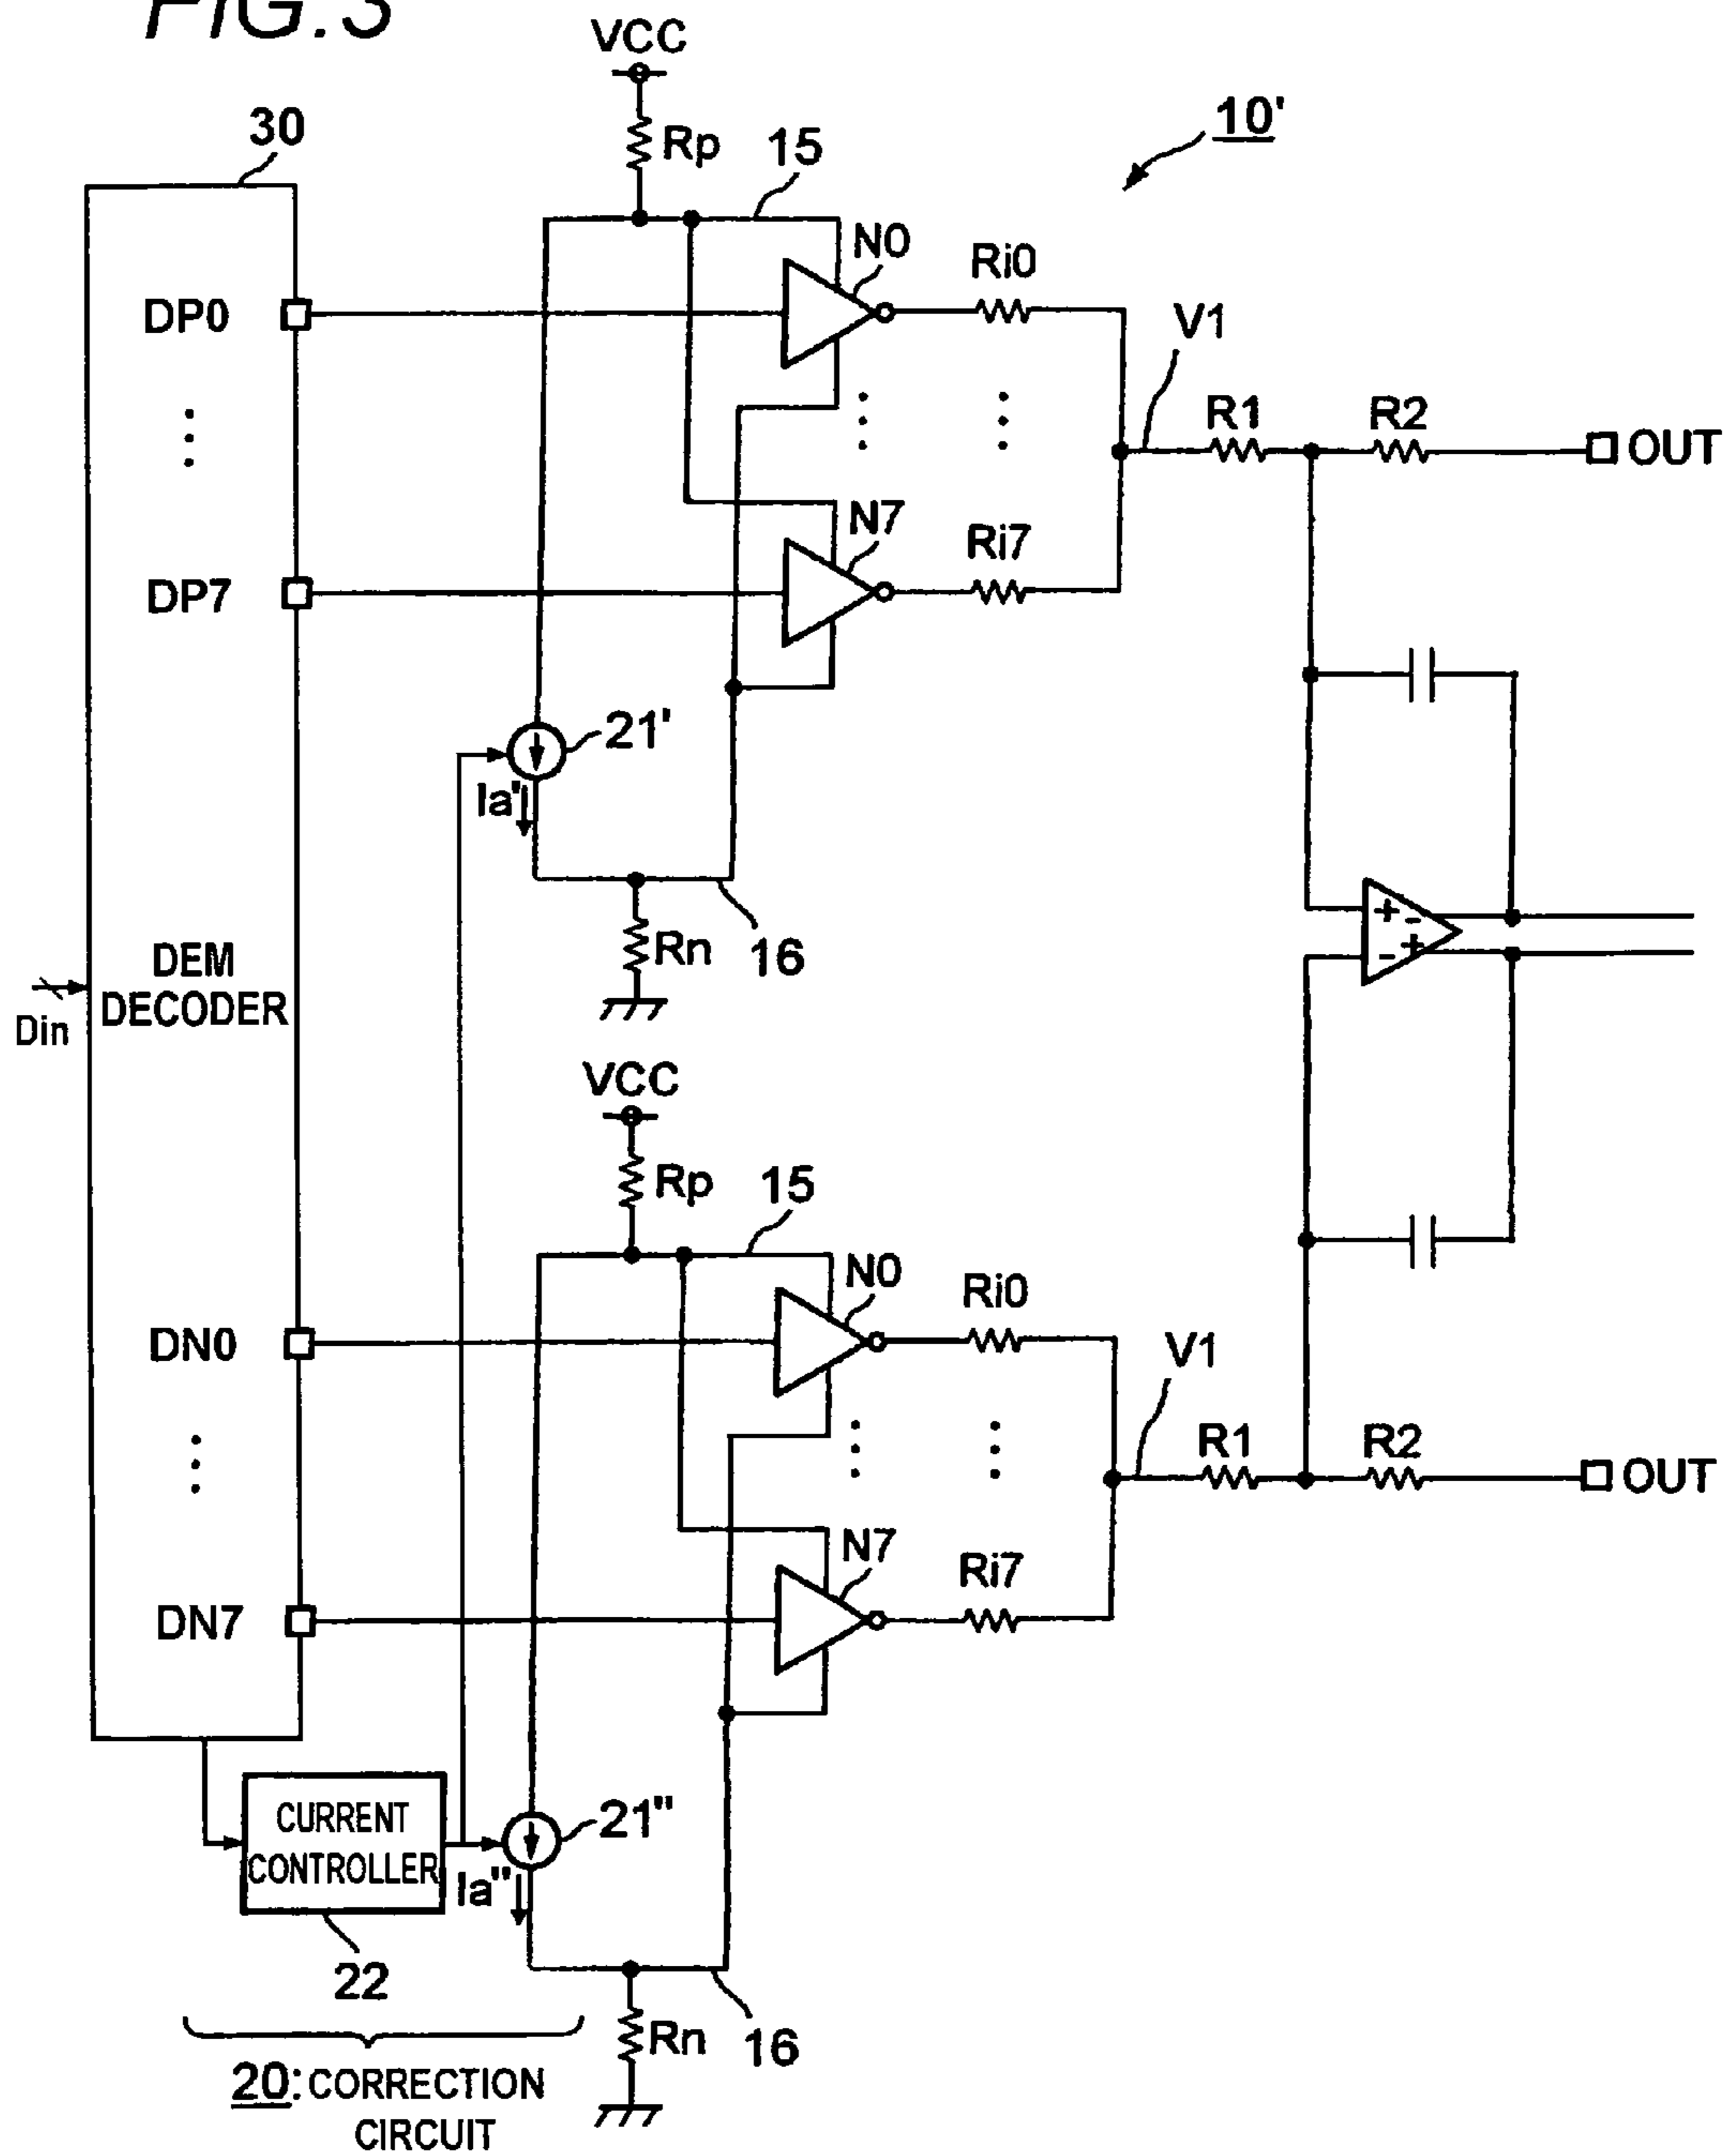 FIG. 3
VCC
30
Rp
15
10'
N0
Ri0
DP0
V1
R1
R2
OUT
N7
Ri7
DP7
21'
Ia'
Rn
16
DEM
DECODER
Din
+
-
+
-
VCC
Rp
15
N0
Ri0
DN0
V1
R1
R2
OUT
N7
Ri7
DN7
21"
CURRENT
CONTROLLER
Ia"
22
Rn
16
20: CORRECTION
CIRCUIT